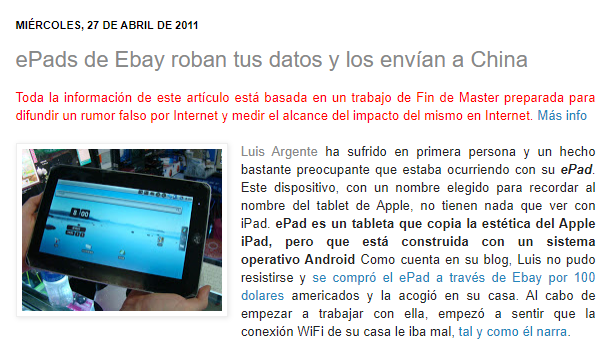 MIÉRCOLES, 27 DE ABRIL DE 2011
ePads de Ebay roban tus datos y los envían a China
Toda la información de este artículo está basada en un trabajo de Fin de Master preparada para
difundir un rumor falso por Internet y medir el alcance del impacto del mismo en Internet. Más info
Luis Argente ha sufrido en primera persona y un hecho
bastante preocupante que estaba ocurriendo con su ePad.
Este dispositivo, con un nombre elegido para recordar al
nombre del tablet de Apple, no tienen nada que ver con
iPad. ePad es un tableta que copia la estética del Apple
iPad, pero que está construida con un sistema
operativo Android Como cuenta en su blog, Luis no pudo
resistirse y se compró el ePad a través de Ebay por 100
dolares americados y la acogió en su casa. Al cabo de
empezar a trabajar con ella, empezó a sentir que la
conexión WiFi de su casa le iba mal, tal y como él narra.